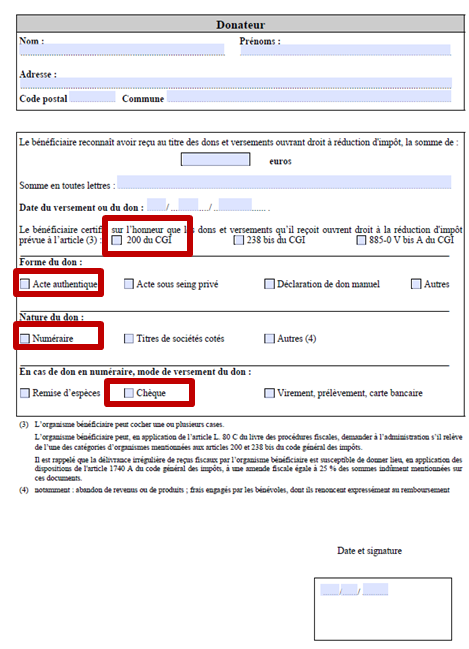 Donateur
Nom : Prénoms :
Adresse :
Code postal Commune
Le bénéficiaire reconnaît avoir reçu au titre des dons et versements ouvrant droit à réduction d'impôt, la somme de :
euros
Somme en toutes lettres :
Date du versement ou du don : / / .
Le bénéficiaire certifie sur l'honneur que les dons et versements qu'il reçoit ouvrent droit à la réduction d'impôt
prévue à l'article (3) : 200 du CGI 238 bis du CGI 885-0 V bis A du CGI
Forme du don :
Acte authentique Acte sous seing privé Déclaration de don manuel Autres
Nature du don :
Numéraire Titres de sociétés cotés Autres (4)
En cas de don en numéraire, mode de versement du don :
Remise d'espèces Chèque Virement, prélèvement, carte bancaire
(3) L'organisme bénéficiaire peut cocher une ou plusieurs cases.
L'organisme bénéficiaire peut, en application de l'article L. 80 C du livre des procédures fiscales, demander à l'administration s'il relève
de l'une des catégories d'organismes mentionnées aux articles 200 et 238 bis du code général des impôts.
Il est rappelé que la délivrance irrégulière de reçus fiscaux par l'organisme bénéficiaire est susceptible de donner lieu, en application des
dispositions de l'article 1740 A du code général des impôts, à une amende fiscale égale à 25 % des sommes indûment mentionnées sur
ces documents.
(4) notamment : abandon de revenus ou de produits ; frais engagés par les bénévoles, dont ils renoncent expressément au remboursement
Date et signature
/ /